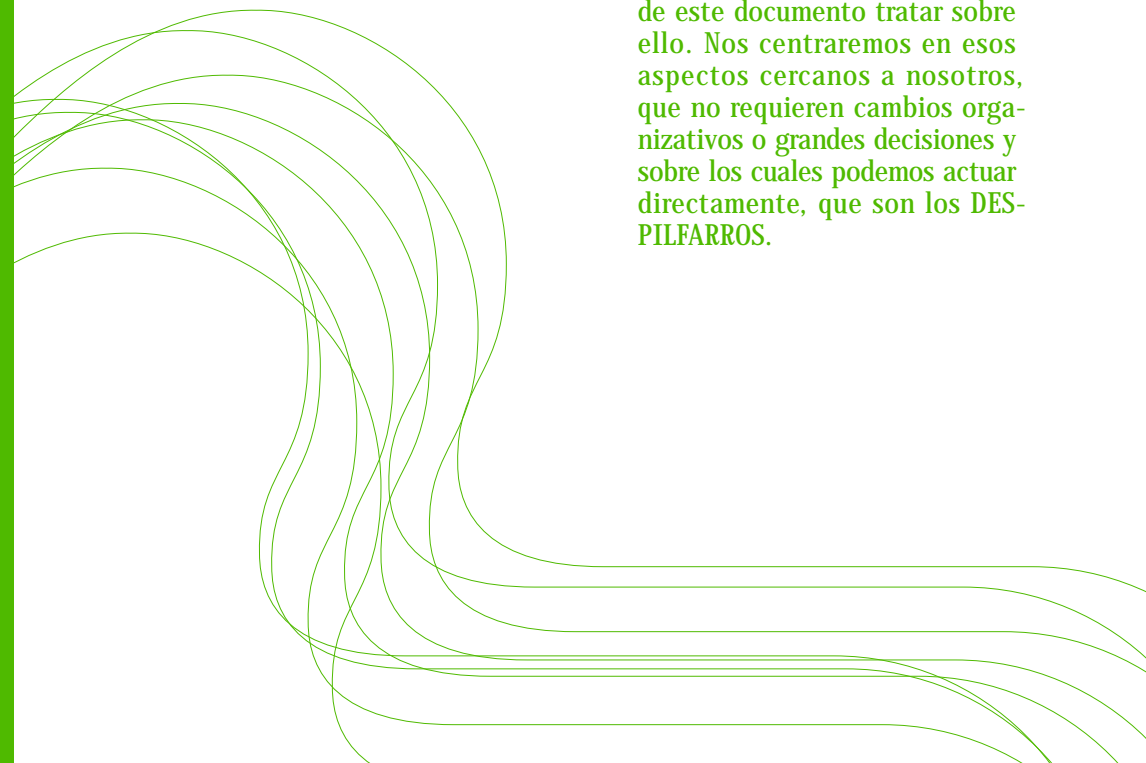 de este documento tratar sobre
ello. Nos centraremos en esos
aspectos cercanos a nosotros,
que no requieren cambios orga-
nizativos o grandes decisiones y
sobre los cuales podemos actuar
directamente, que son los DES-
PILFARROS.